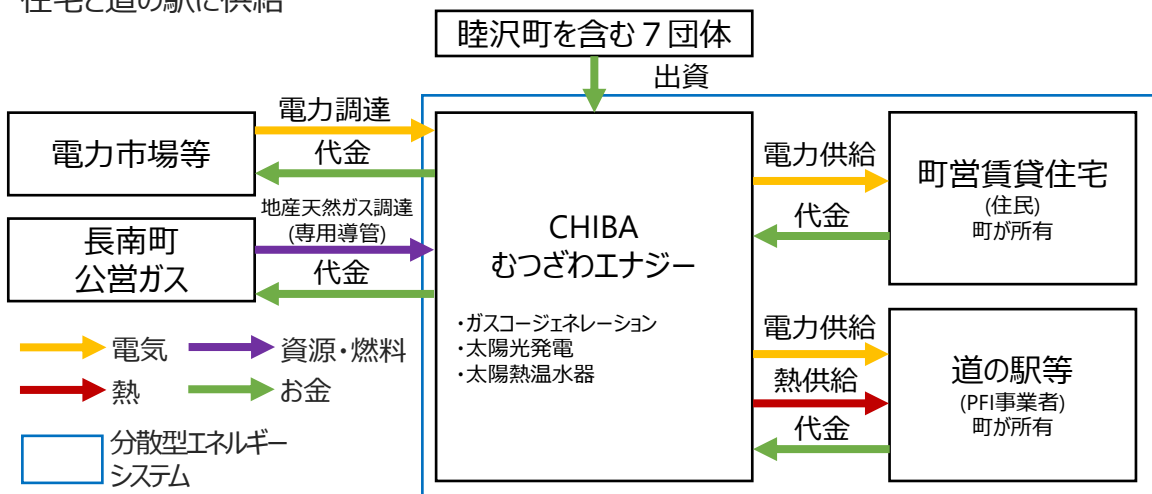 住宅と道の駅に供給
睦沢町を含む７団体
出資
電力調達
電力市場等
代金
地産天然ガス調達
(専用導管)
長南町
公営ガス
代金
CHIBA
むつざわエナジー
・ガスコージェネレーション
・太陽光発電
・太陽熱温水器
電力供給
代金
町営賃貸住宅
(住民)
町が所有
電力供給
熱供給
代金
道の駅等
(PFI事業者)
町が所有
電気
資源・燃料
熱
お金
分散型エネルギー
システム